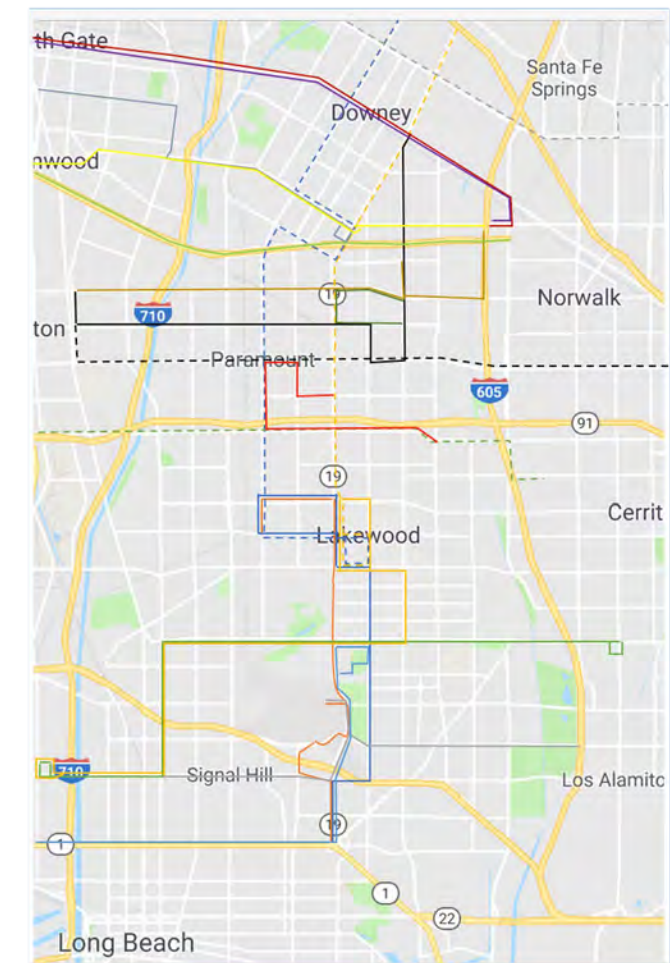 th Gate
Santa Fe
Springs
Downey
nwood
19
Norwalk
710
ton
Paramount
605
91
19
Cerrit
Lakewood
710
Signal Hill
Los Alamitc
19
1
1
22
Long Beach